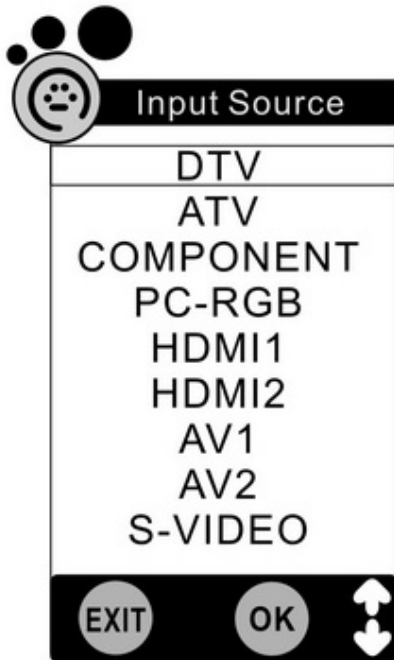 Input Source
DTV
ATV
COMPONENT
PC-RGB
HDMI1
HDMI2
AV1
AV2
S-VIDEO
EXIT OK